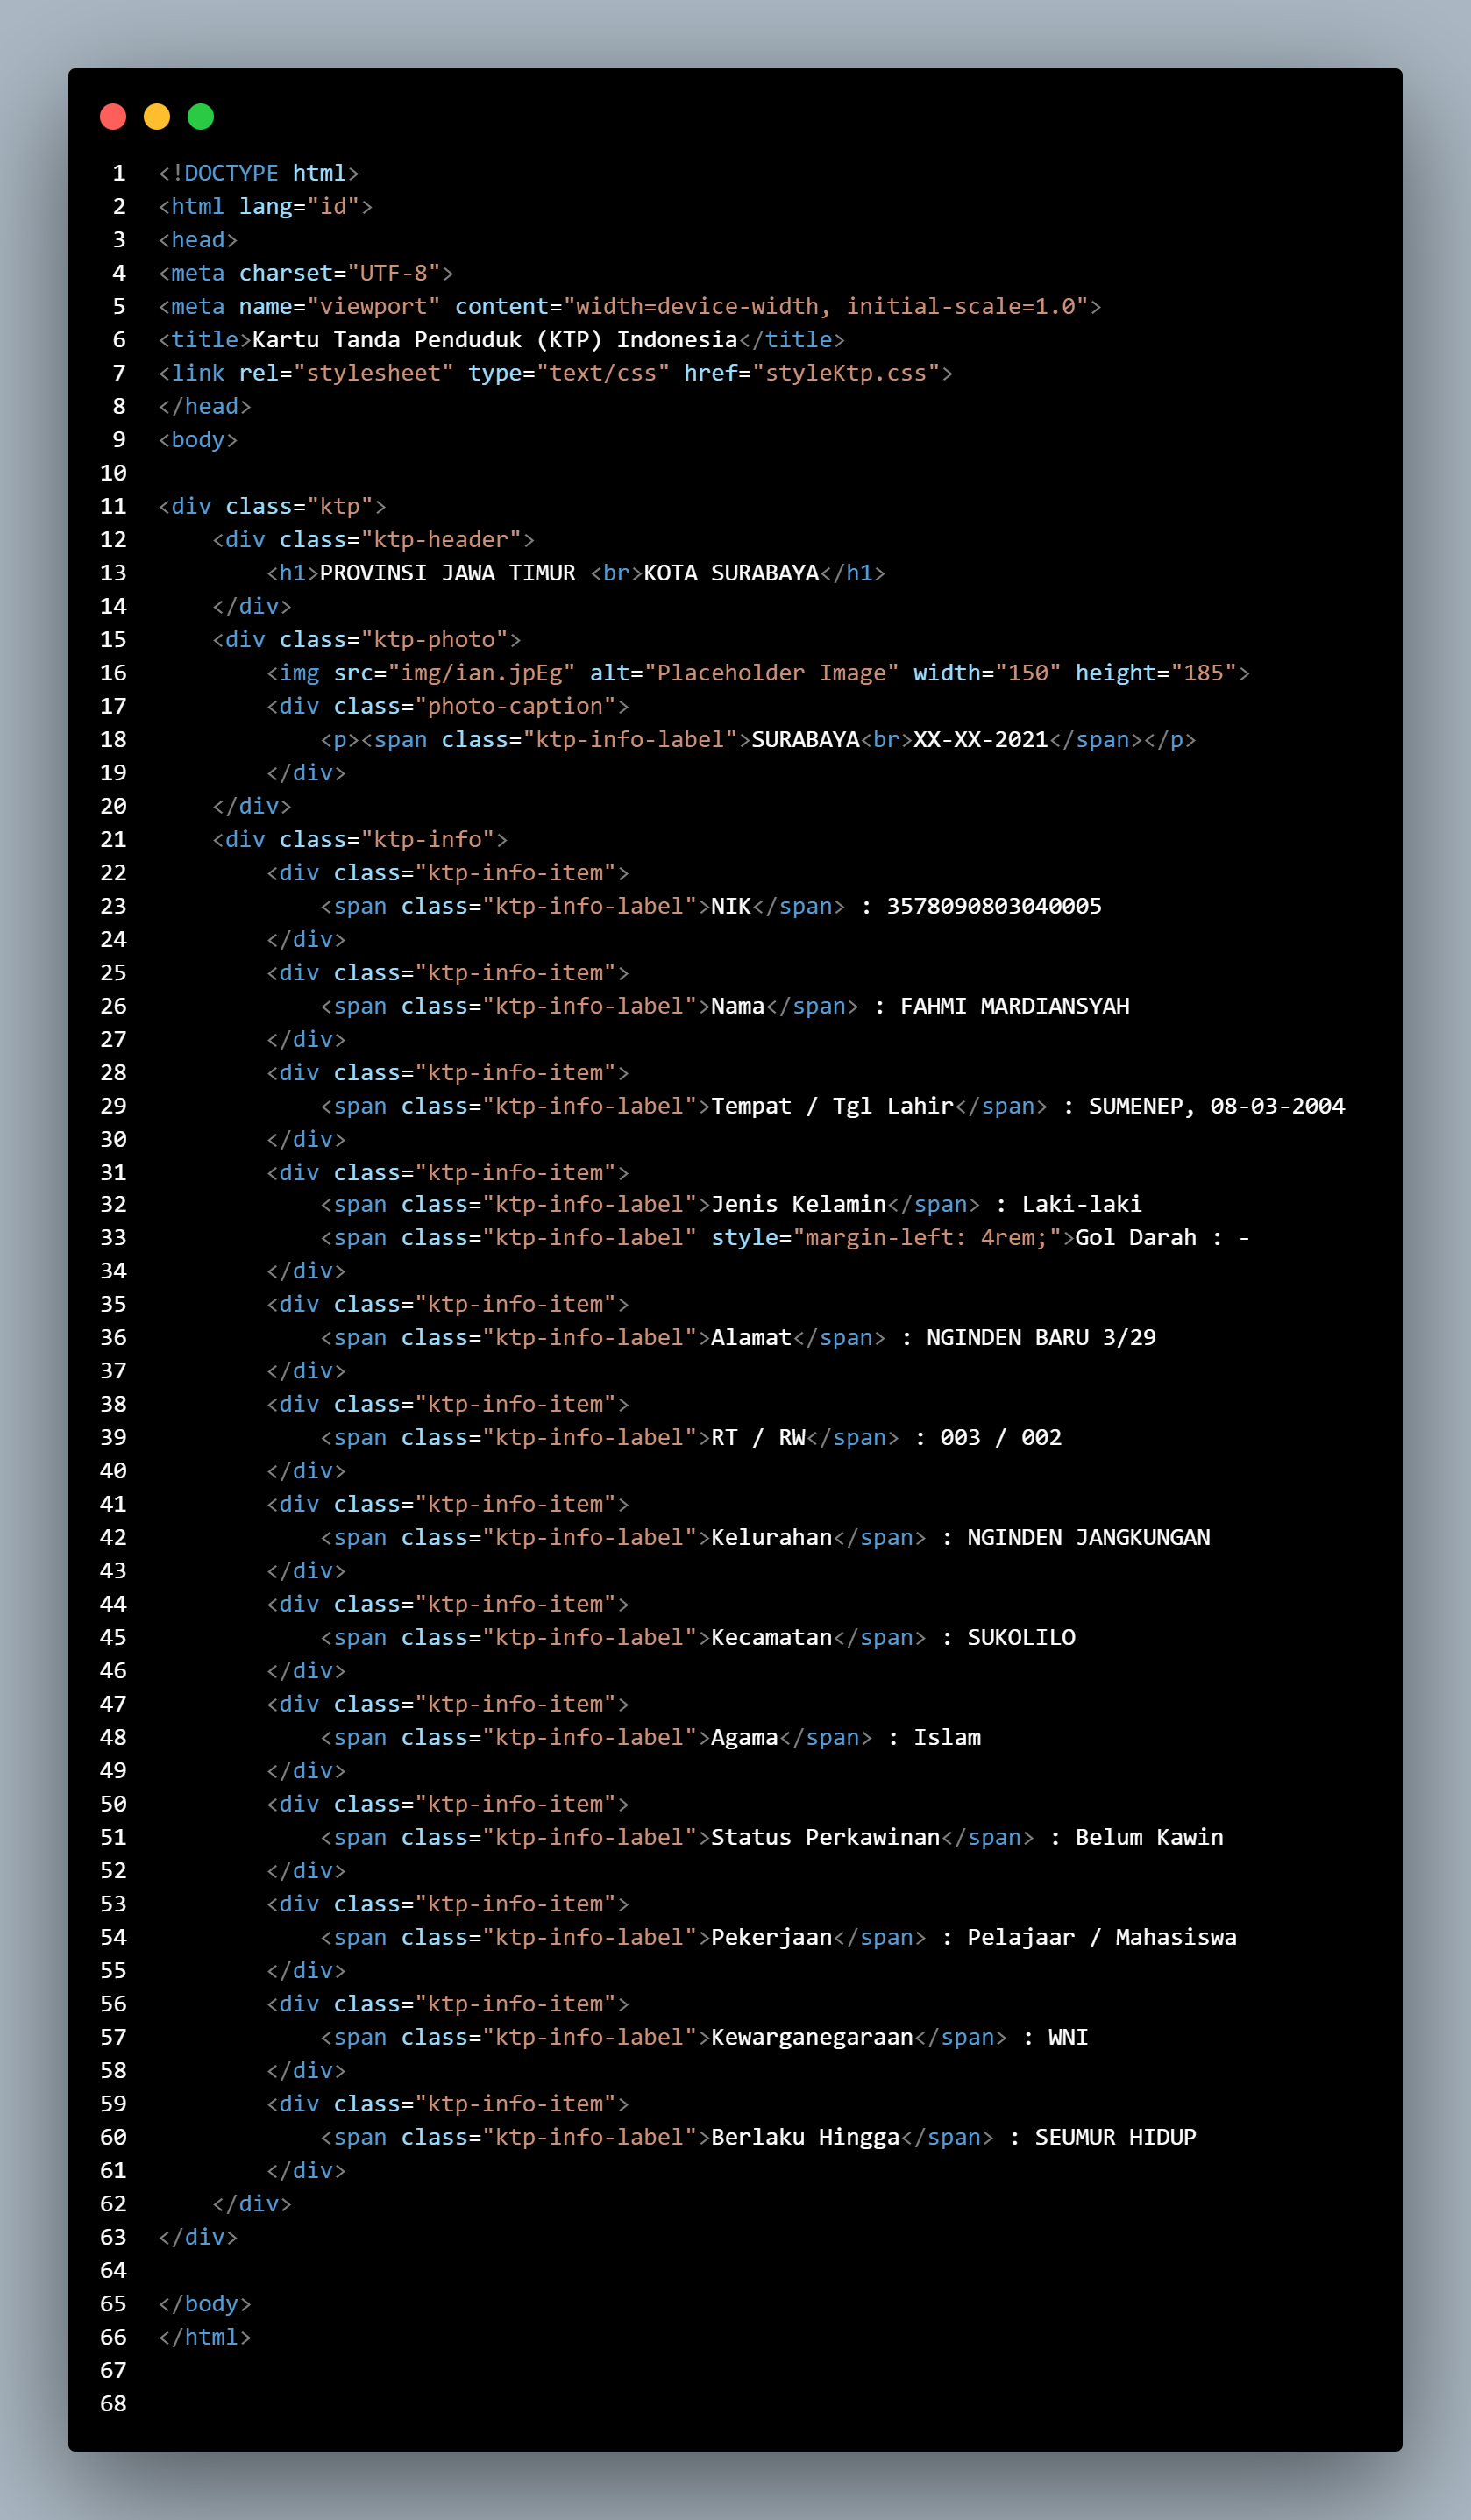 1 <!DOCTYPE html>
2 <html lang="id">
3 <head>
4 <meta charset="UTF-8">
5 <meta name="viewport" content="width=device-width, initial-scale=1.0">
6 <title>Kartu Tanda Penduduk (KTP) Indonesia</title>
7 <link rel="stylesheet" type="text/css" href="styleKtp.css">
8 </head>
9 <body>
10
11 <div class="ktp">
12     <div class="ktp-header">
13         <h1>PROVINSI JAWA TIMUR <br>KOTA SURABAYA</h1>
14     </div>
15     <div class="ktp-photo">
16         <img src="img/ian.jpEg" alt="Placeholder Image" width="150" height="185">
17         <div class="photo-caption">
18             <p><span class="ktp-info-label">SURABAYA<br>XX-XX-2021</span></p>
19         </div>
20     </div>
21     <div class="ktp-info">
22         <div class="ktp-info-item">
23             <span class="ktp-info-label">NIK</span> : 3578090803040005
24         </div>
25         <div class="ktp-info-item">
26             <span class="ktp-info-label">Nama</span> : FAHMI MARDIANSYAH
27         </div>
28         <div class="ktp-info-item">
29             <span class="ktp-info-label">Tempat / Tgl Lahir</span> : SUMENEP, 08-03-2004
30         </div>
31         <div class="ktp-info-item">
32             <span class="ktp-info-label">Jenis Kelamin</span> : Laki-laki
33             <span class="ktp-info-label" style="margin-left: 4rem;">Gol Darah : -
34         </div>
35         <div class="ktp-info-item">
36             <span class="ktp-info-label">Alamat</span> : NGINDEN BARU 3/29
37         </div>
38         <div class="ktp-info-item">
39             <span class="ktp-info-label">RT / RW</span> : 003 / 002
40         </div>
41         <div class="ktp-info-item">
42             <span class="ktp-info-label">Kelurahan</span> : NGINDEN JANGKUNGAN
43         </div>
44         <div class="ktp-info-item">
45             <span class="ktp-info-label">Kecamatan</span> : SUKOLILO
46         </div>
47         <div class="ktp-info-item">
48             <span class="ktp-info-label">Agama</span> : Islam
49         </div>
50         <div class="ktp-info-item">
51             <span class="ktp-info-label">Status Perkawinan</span> : Belum Kawin
52         </div>
53         <div class="ktp-info-item">
54             <span class="ktp-info-label">Pekerjaan</span> : Pelajaar / Mahasiswa
55         </div>
56         <div class="ktp-info-item">
57             <span class="ktp-info-label">Kewarganegaraan</span> : WNI
58         </div>
59         <div class="ktp-info-item">
60             <span class="ktp-info-label">Berlaku Hingga</span> : SEUMUR HIDUP
61         </div>
62     </div>
63 </div>
64
65 </body>
66 </html>
67
68